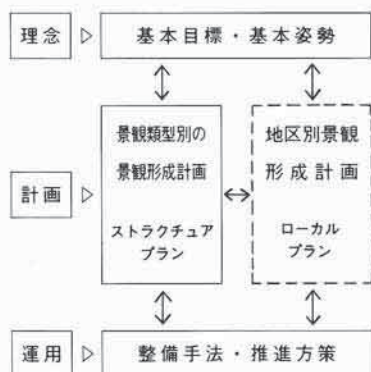 理念 ▷ 基本目標・基本姿勢
計画 ▷
景観類型別の
景観形成計画
ストラクチュア
プラン
地区別景観
形成計画
ローカル
プラン
運用 ▷ 整備手法・推進方策